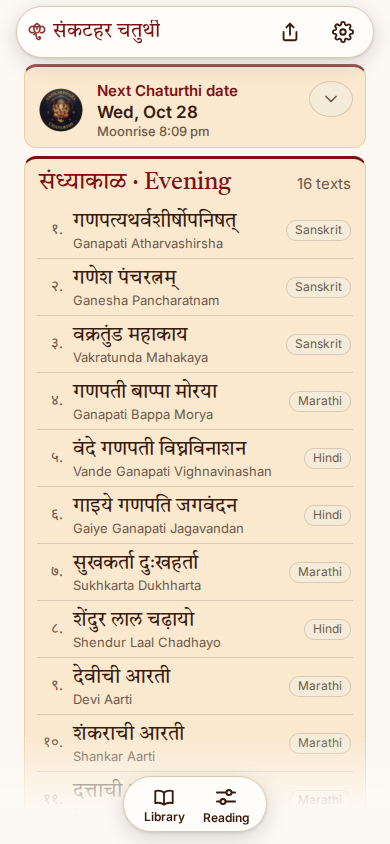 संकटहर चतुर्थी
Next Chaturthi date
Wed, Oct 28
Moonrise 8:09 pm
संध्याकाळ · Evening
16 texts
१. गणपत्यथर्वशीर्षोपनिषत्
Ganapati Atharvashirsha
Sanskrit
२. गणेश पंचरत्नम्
Ganesha Pancharatnam
Sanskrit
३. वक्रतुंड महाकाय
Vakratunda Mahakaya
Sanskrit
४. गणपती बाप्पा मोरया
Ganapati Bappa Morya
Marathi
५. वंदे गणपती विघ्नविनाशन
Vande Ganapati Vighnavinashan
Hindi
६. गाइये गणपति जगवंदन
Gaiye Ganapati Jagavandan
Hindi
७. सुखकर्ता दुःखहर्ता
Sukhkarta Dukhharta
Marathi
८. शेंदुर लाल चढ़ायो
Shendur Laal Chadhayo
Hindi
९. देवीची आरती
Devi Aarti
Marathi
१०. शंकराची आरती
Shankar Aarti
Marathi
११. दत्ताची
Marathi
Library
Reading